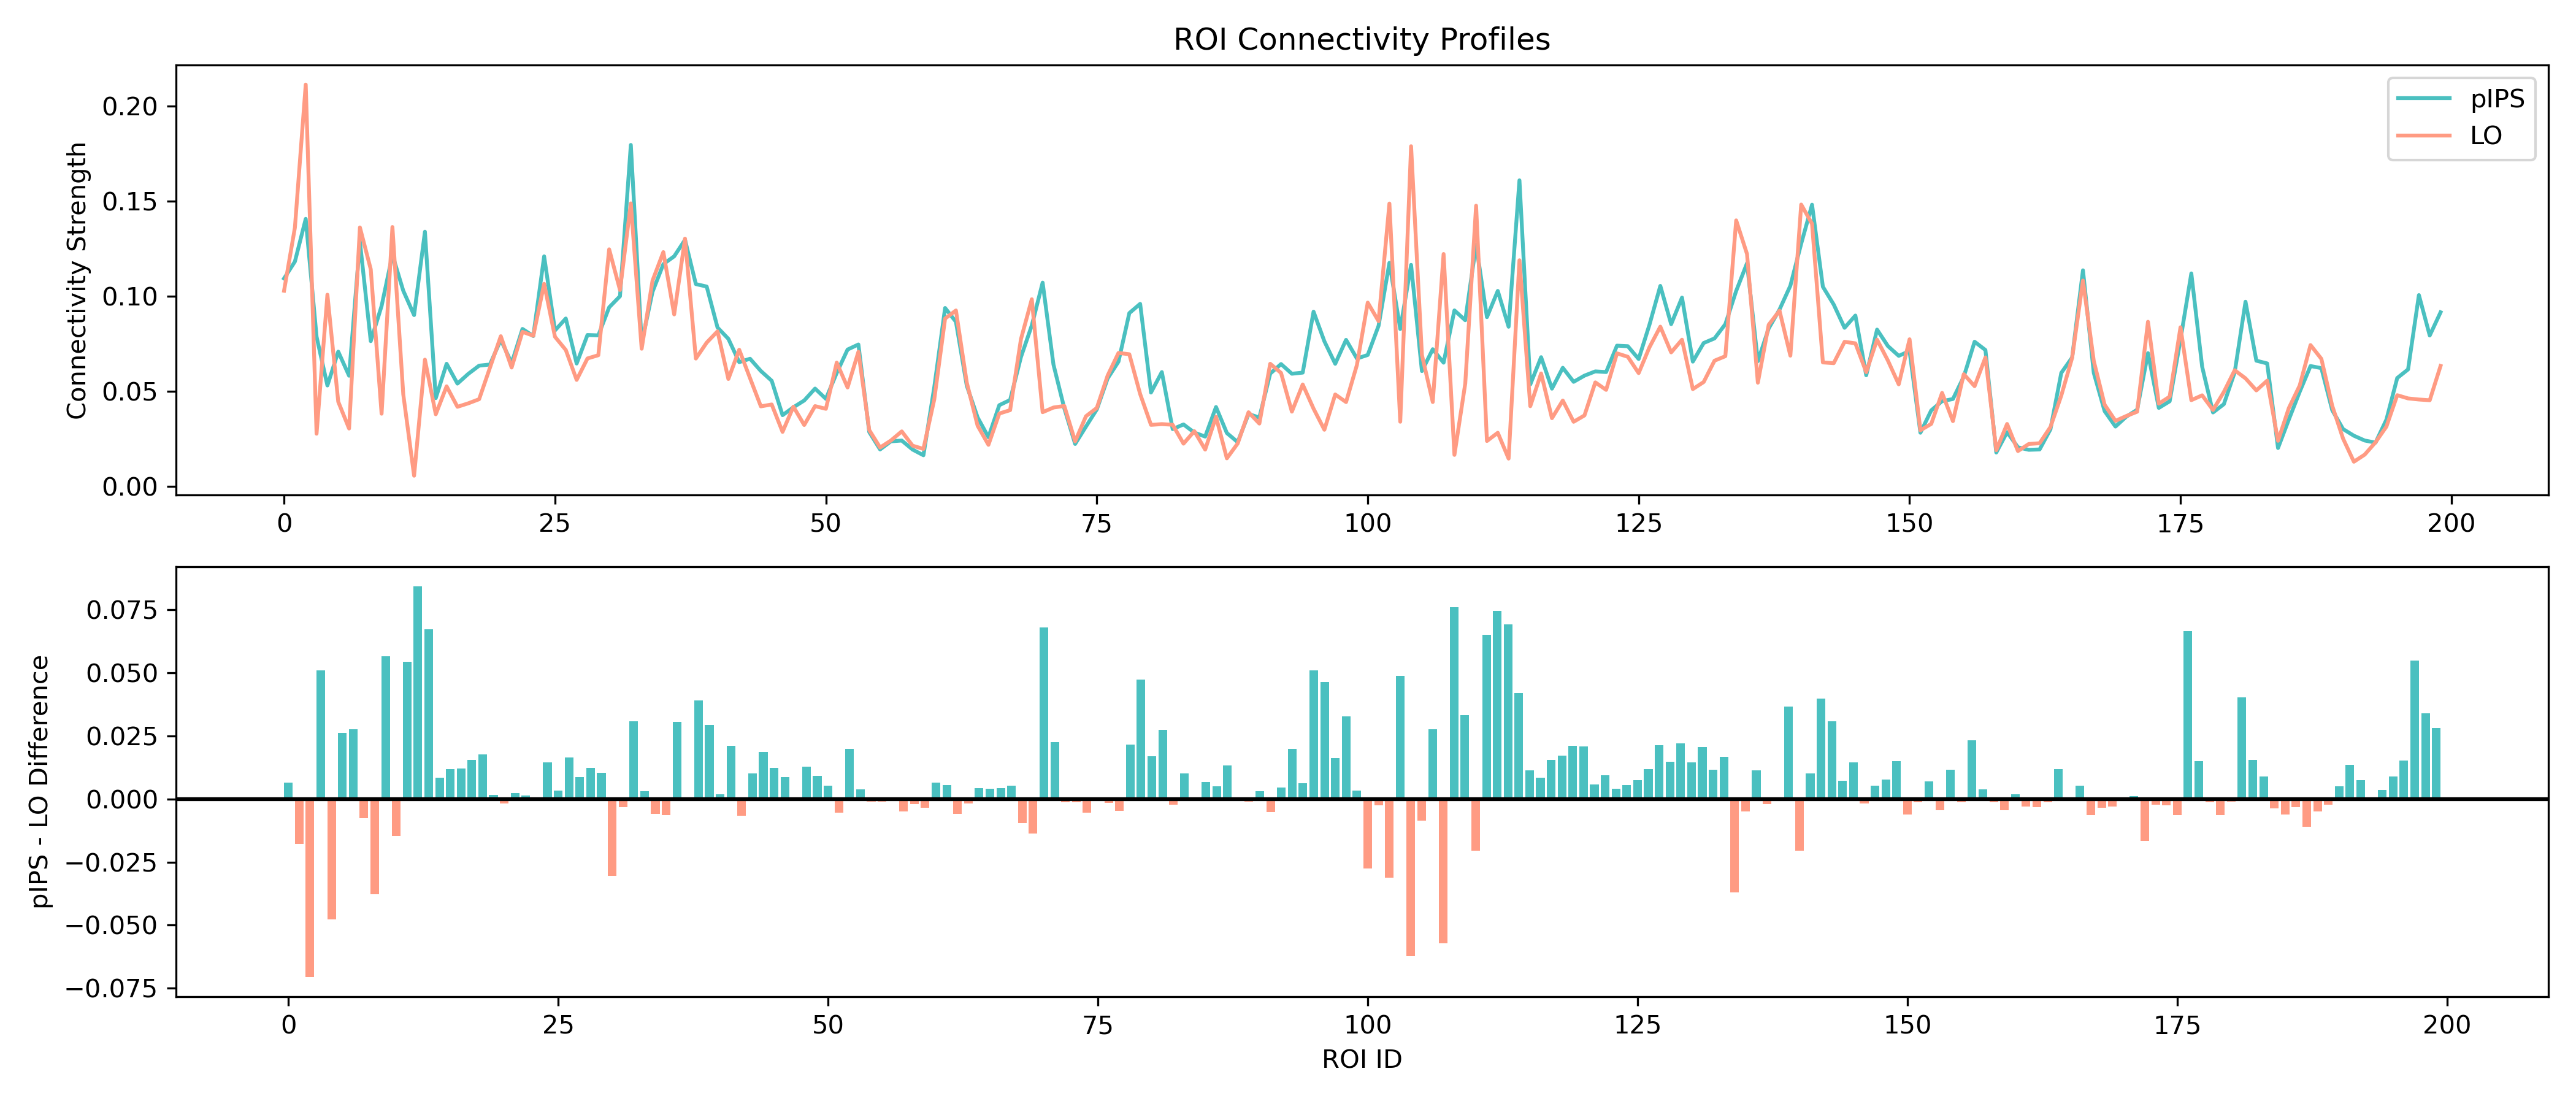 ROI Connectivity Profiles
Connectivity Strength
0.20
0.15
0.10
0.05
0.00
pIPS
LO
0 25 50 75 100 125 150 175 200
pIPS - LO Difference
0.075
0.050
0.025
0.000
−0.025
−0.050
−0.075
0 25 50 75 100 125 150 175 200
ROI ID